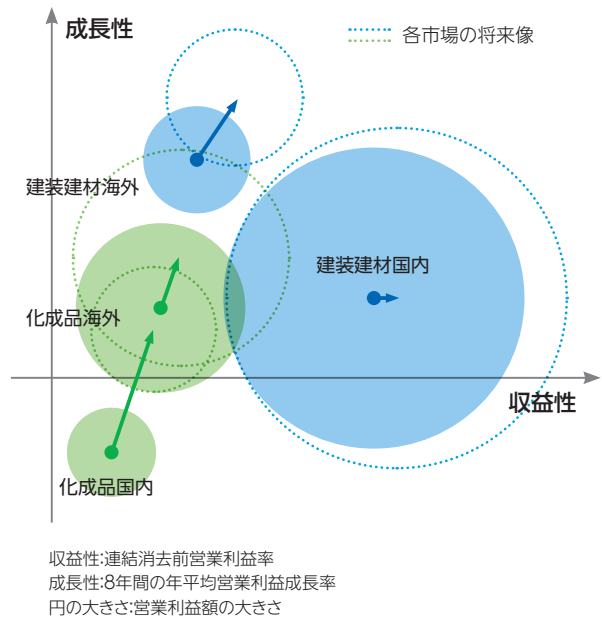 成長性
各市場の将来像
建装建材海外
建装建材国内
化成品海外
収益性
化成品国内
収益性:連結消去前営業利益率
成長性:8年間の年平均営業利益成長率
円の大きさ:営業利益額の大きさ